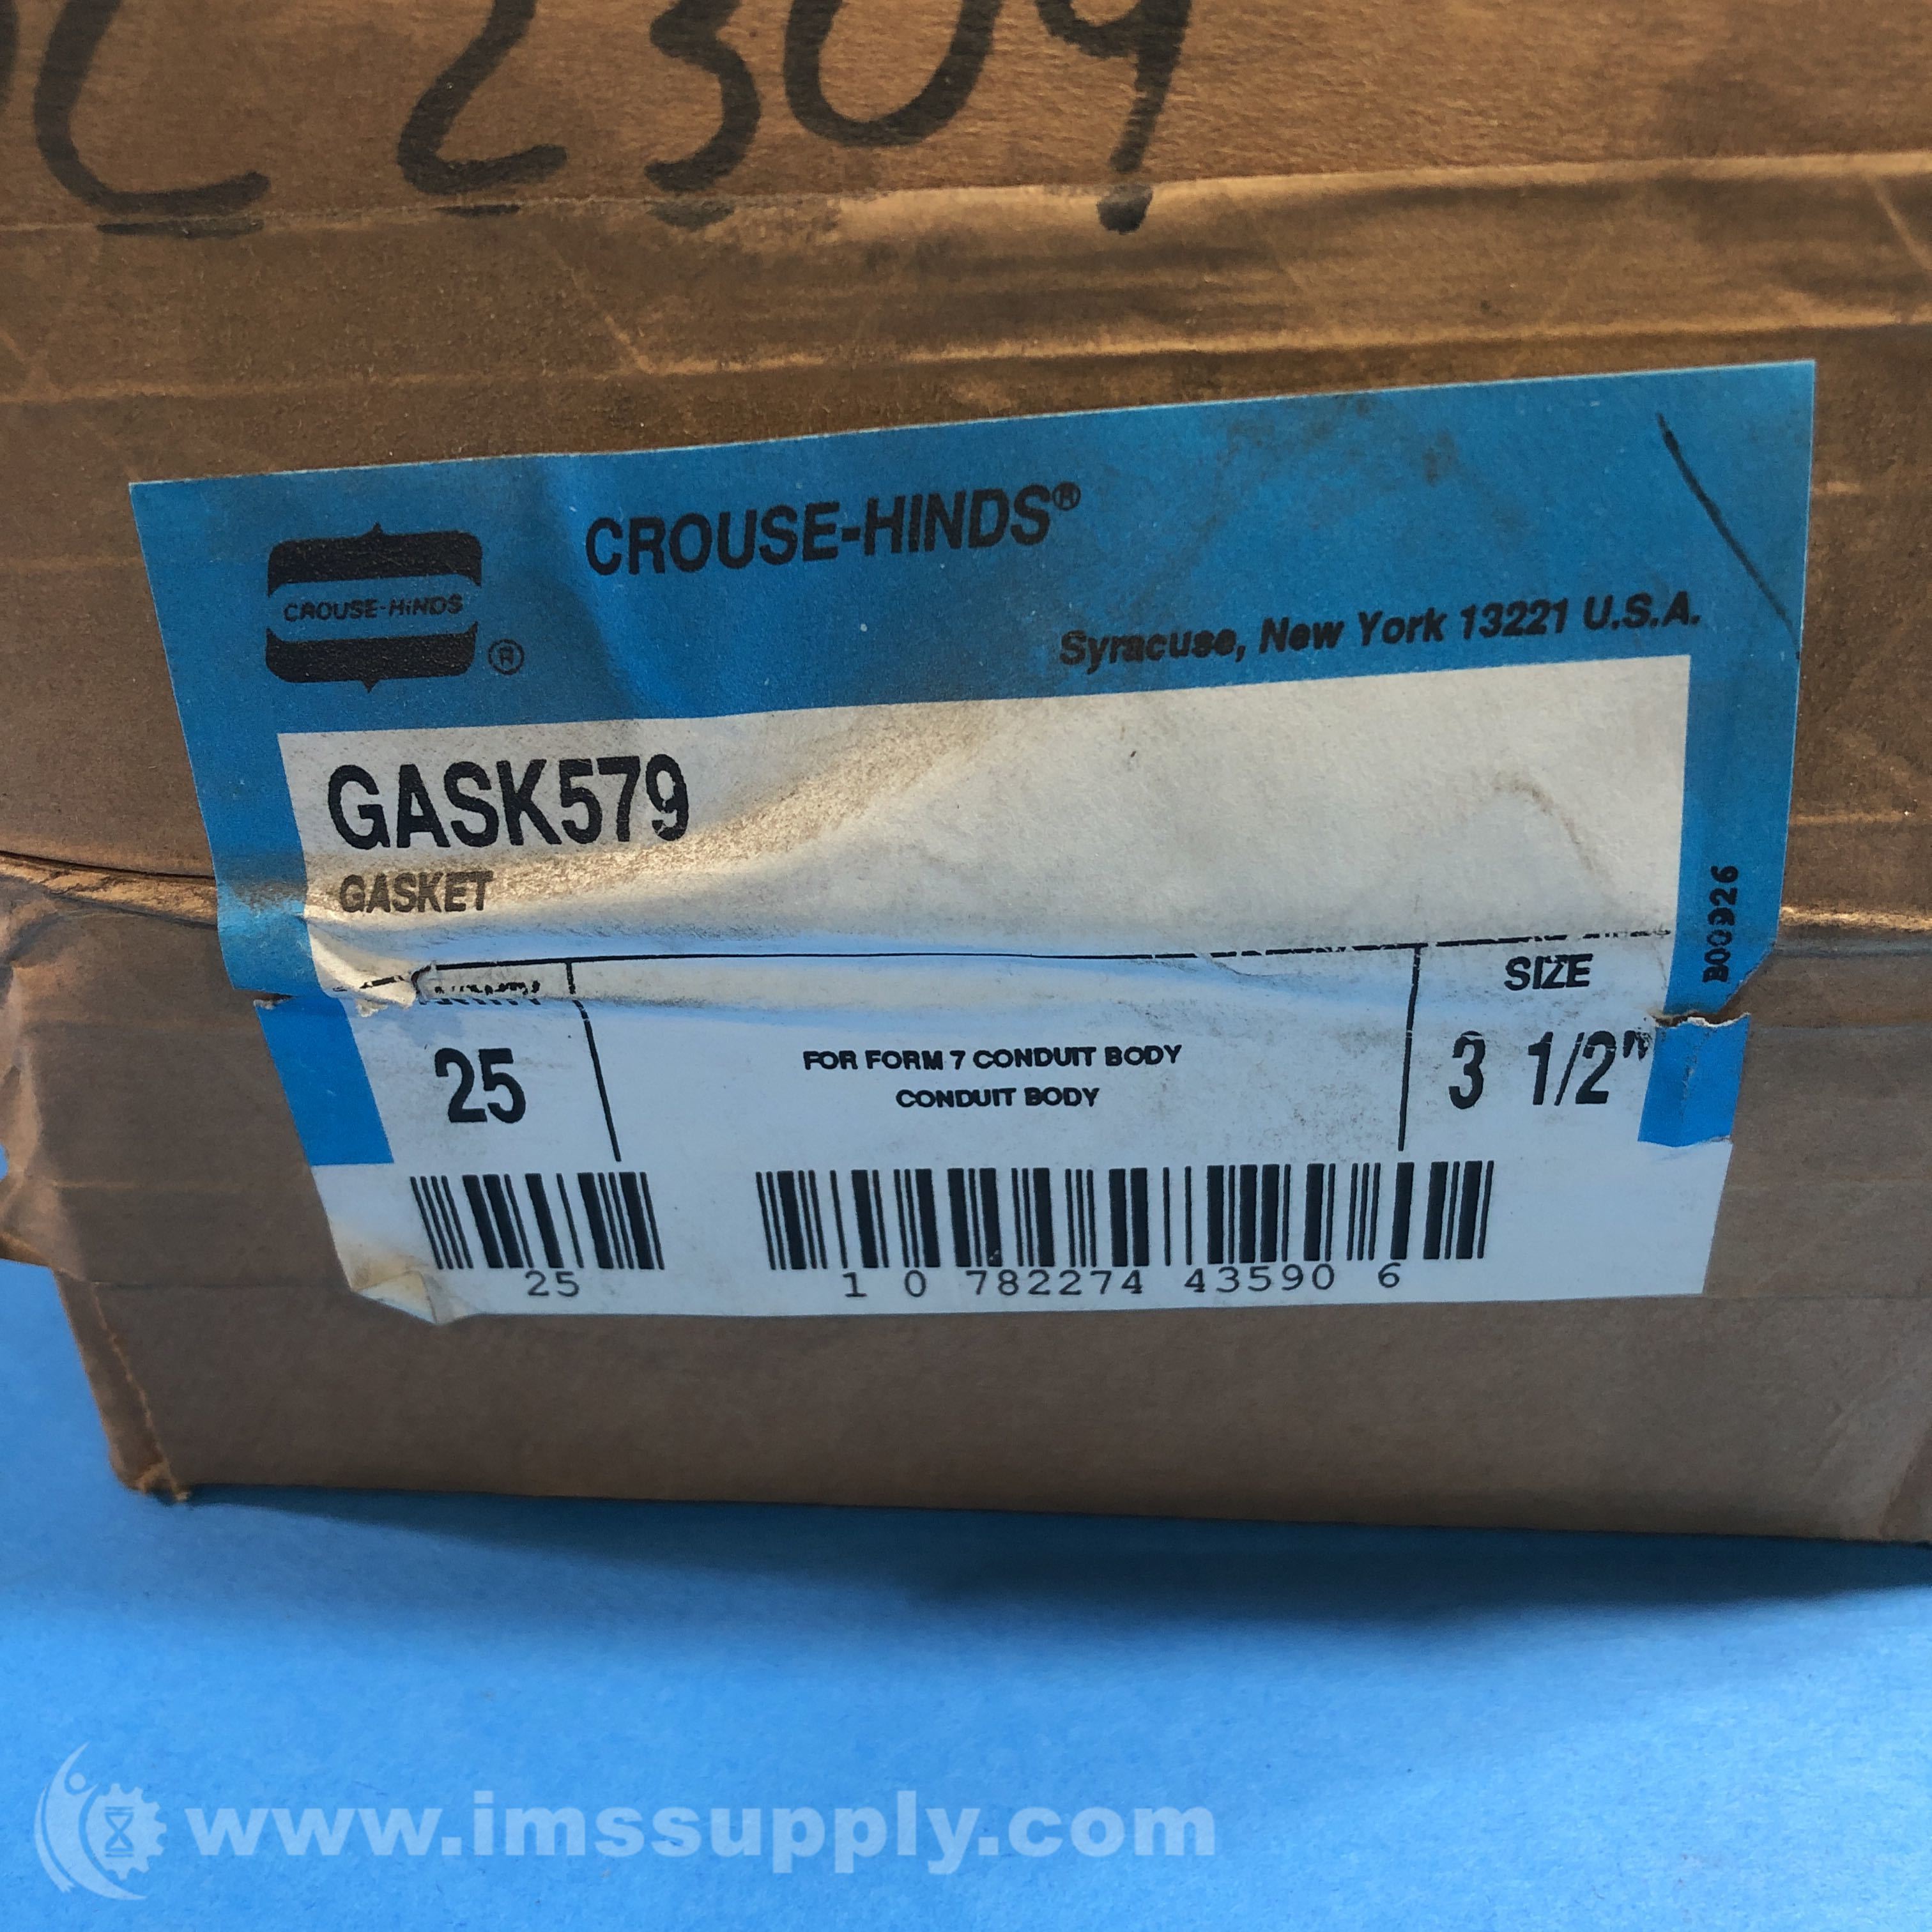 C 2309
CROUSE-HINDS®
CROUSE-HINDS
®
Syracuse, New York 13221 U.S.A.
GASK579
GASKET
B00926
SIZE
25
FOR FORM 7 CONDUIT BODY
CONDUIT BODY
3 1/2"
25
1 0 782274 43590 6
www.imssupply.com